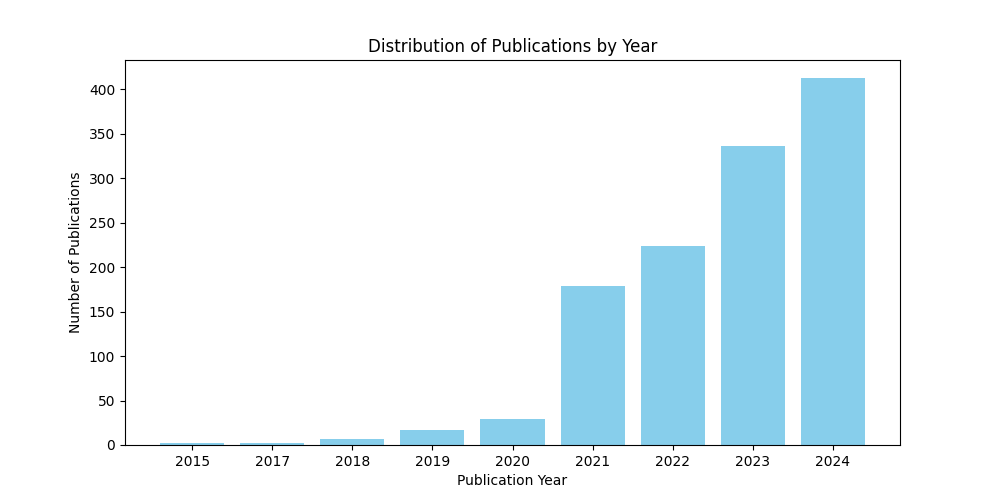 Distribution of Publications by Year
Number of Publications
400
350
300
250
200
150
100
50
0
2015 2017 2018 2019 2020 2021 2022 2023 2024
Publication Year